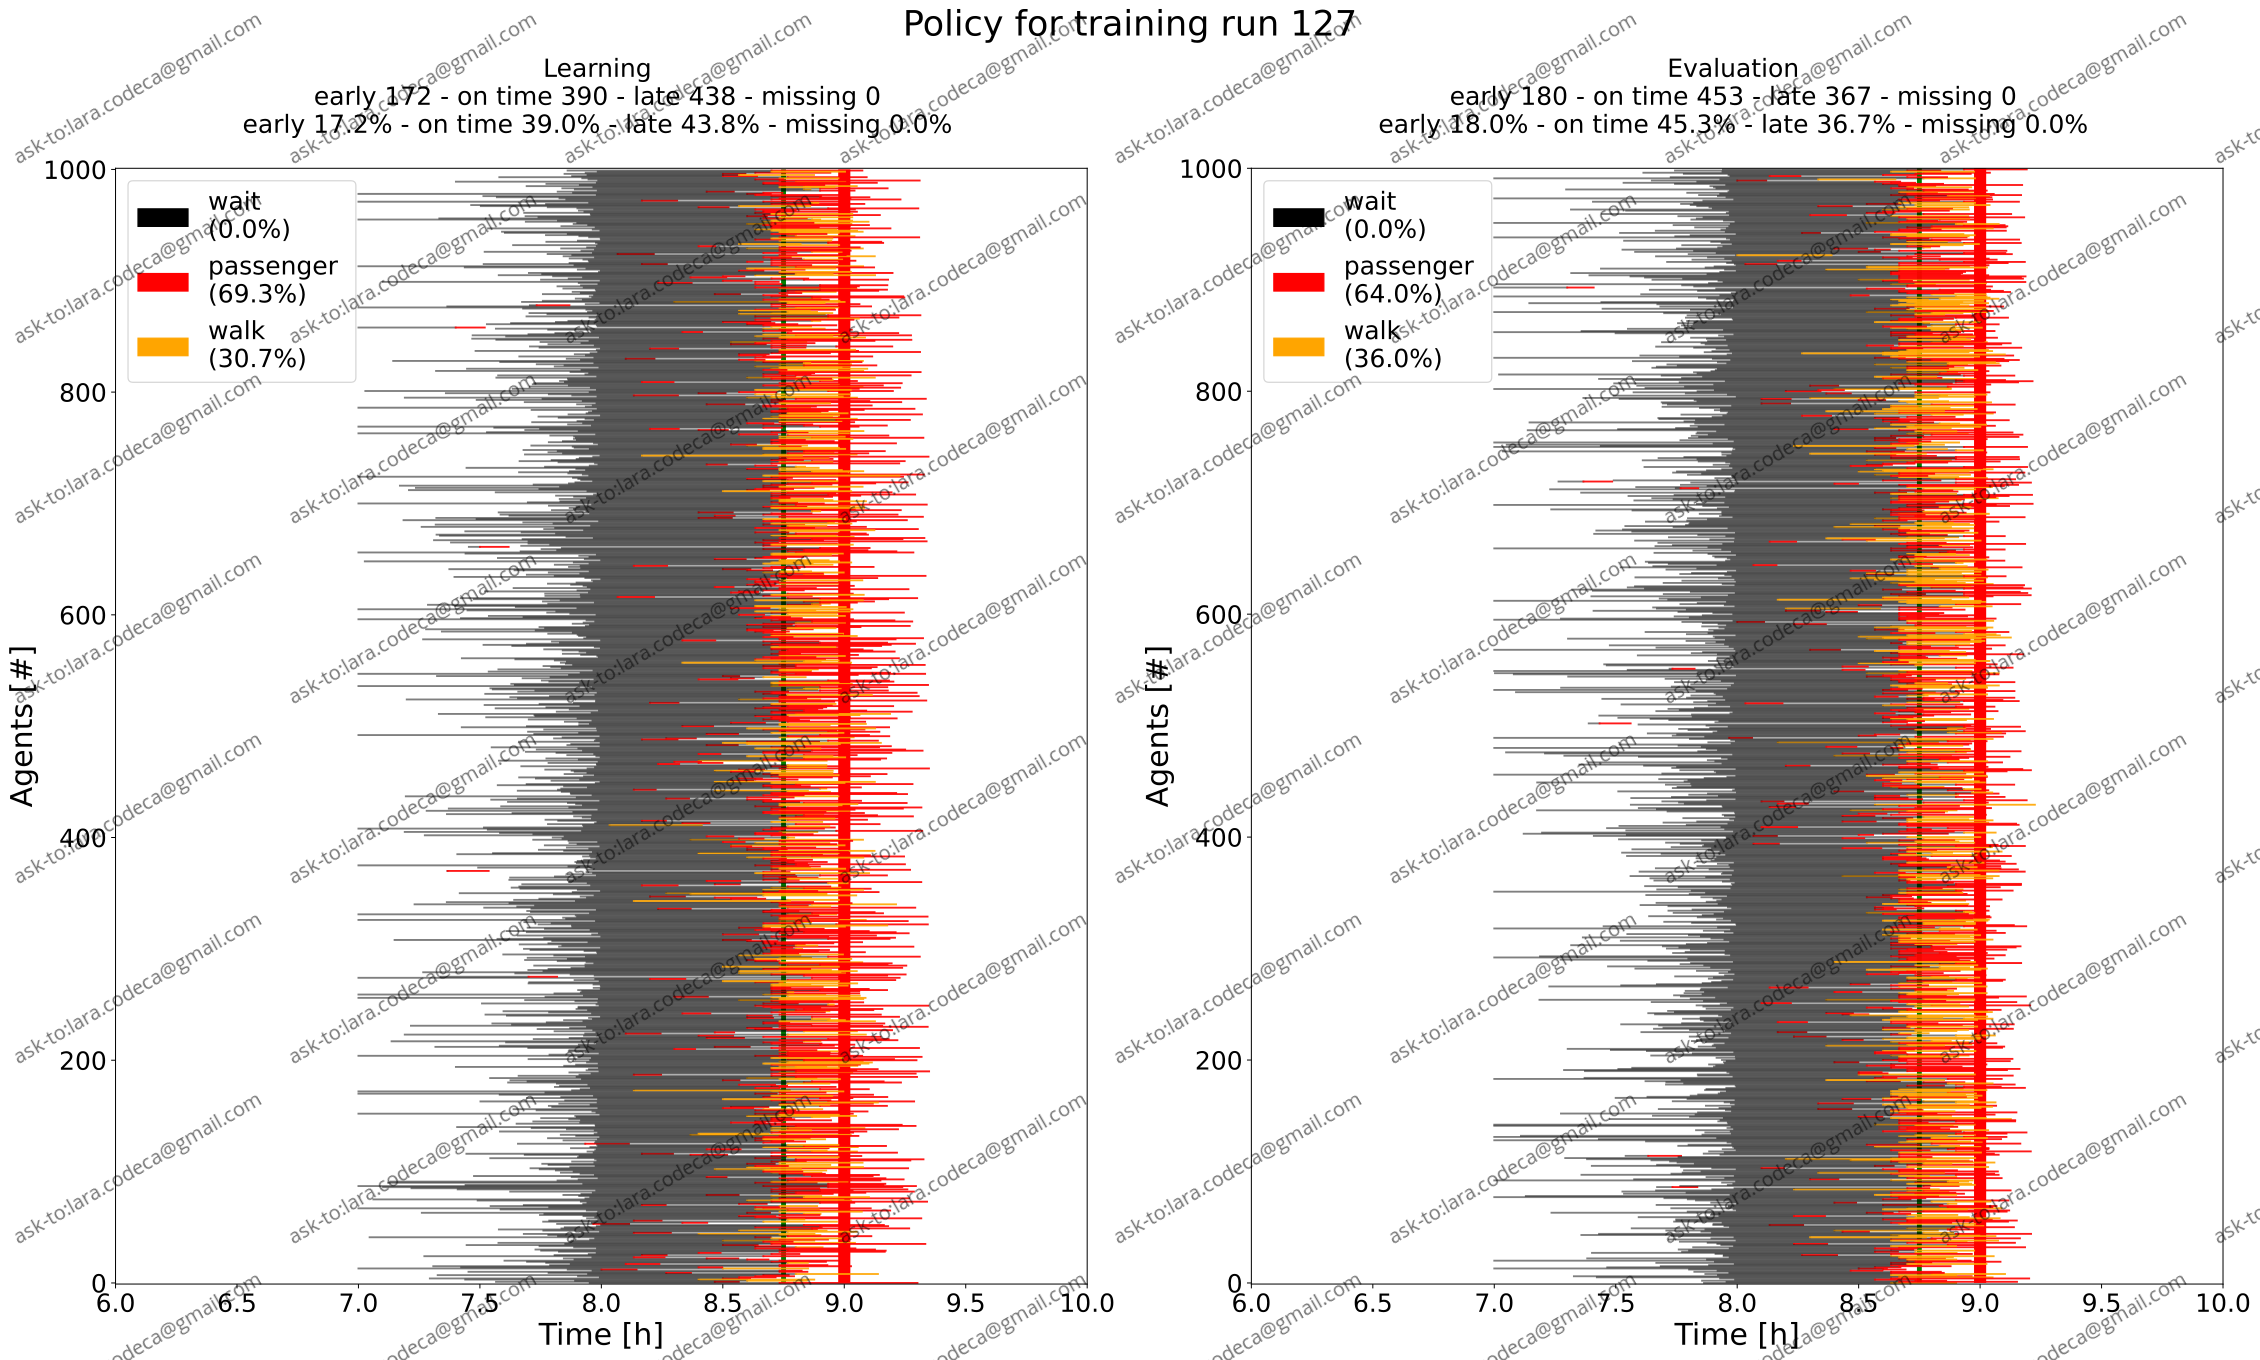 Policy for training run 127
Learning
early 172 - on time 390 - late 438 - missing 0
early 17.2% - on time 39.0% - late 43.8% - missing 0.0%
Evaluation
early 180 - on time 453 - late 367 - missing 0
early 18.0% - on time 45.3% - late 36.7% - missing 0.0%
wait
(0.0%)
passenger
(69.3%)
walk
(30.7%)
1000
800
600
400
200
0
Agents [#]
6.0 6.5 7.0 7.5 8.0 8.5 9.0 9.5 10.0
Time [h]
wait
(0.0%)
passenger
(64.0%)
walk
(36.0%)
1000
800
600
400
200
0
Agents [#]
6.0 6.5 7.0 7.5 8.0 8.5 9.0 9.5 10.0
Time [h]
ask-to:lara.codeca@gmail.com